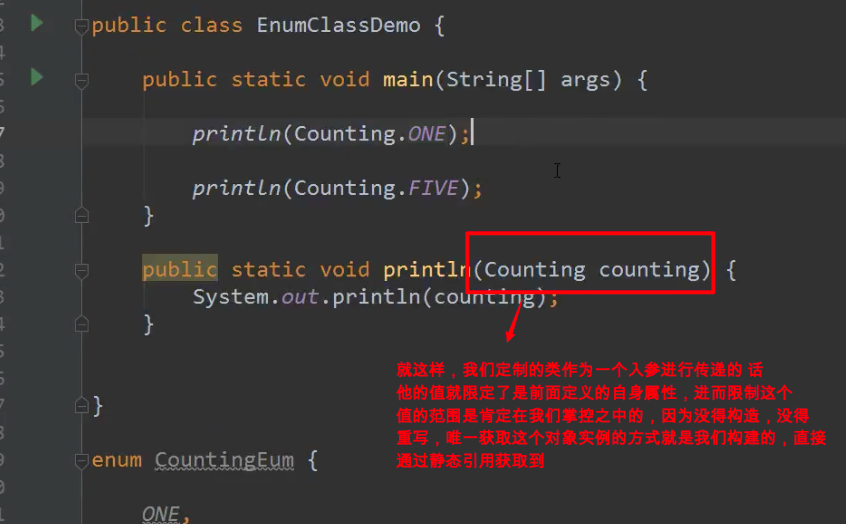 public class EnumClassDemo {
public static void main(String[] args) {
println(Counting.ONE);
println(Counting.FIVE);
}
public static void println(Counting counting) {
System.out.println(counting);
}
就这样，我们定制的类作为一个入参进行传递的 话
他的值就限定了是前面定义的自身属性，进而限制这个
值的范围是肯定在我们掌控之中的，因为没得构造，没得
重写，唯一获取这个对象实例的方式就是我们构建的，直接
通过静态引用获取到
}
enum CountingEum {
ONE,